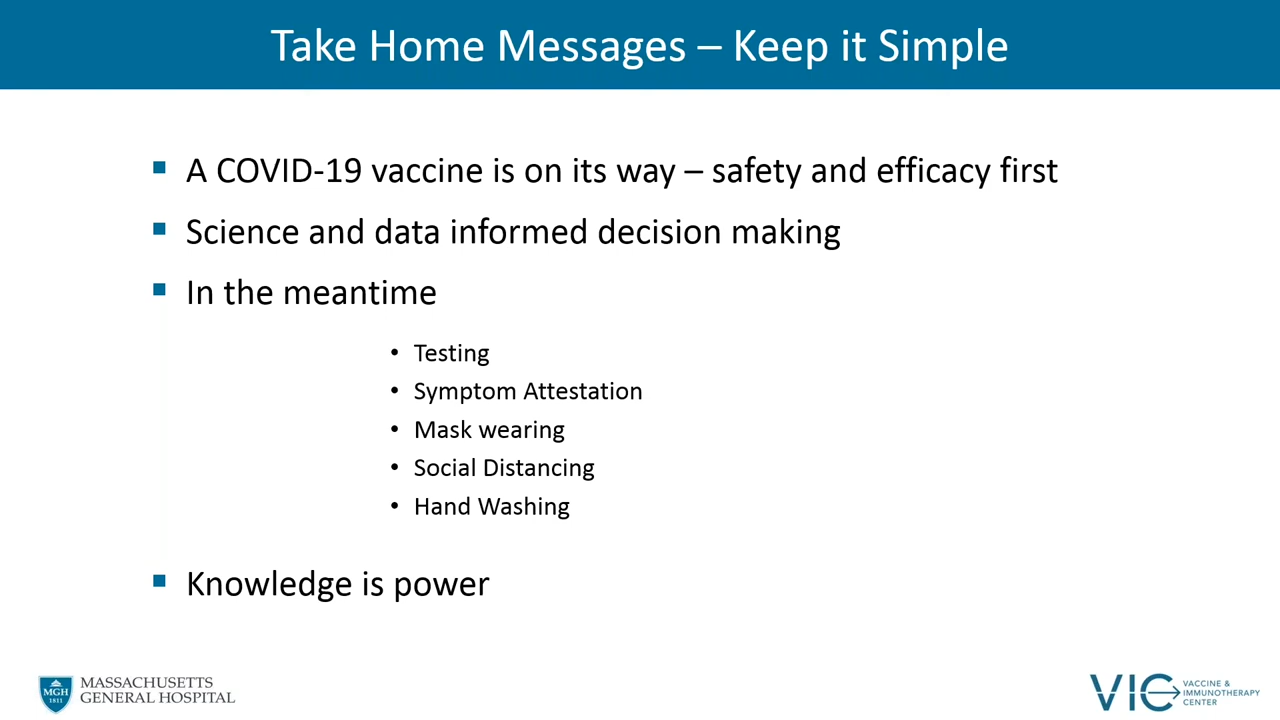 Take Home Messages – Keep it Simple
A COVID-19 vaccine is on its way – safety and efficacy first
Science and data informed decision making
In the meantime
Testing
Symptom Attestation
Mask wearing
Social Distancing
Hand Washing
Knowledge is power
MGH
1811
MASSACHUSETTS
GENERAL HOSPITAL
VIC
VACCINE &
IMMUNOTHERAPY
CENTER